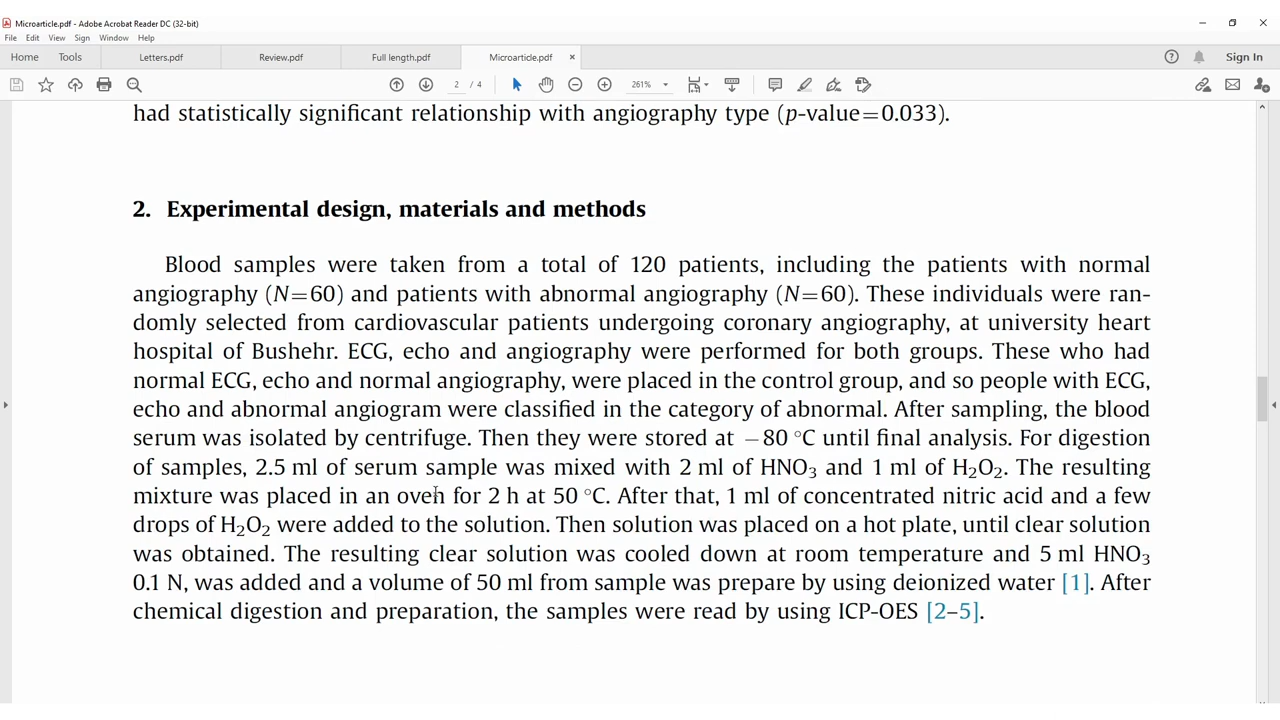 Microarticle.pdf - Adobe Acrobat Reader DC (32-bit)
File Edit View Sign Window Help
Home Tools Letters.pdf Review.pdf Full length.pdf Microarticle.pdf × Sign In
2 / 4 261%
had statistically significant relationship with angiography type (p-value=0.033).
2. Experimental design, materials and methods
Blood samples were taken from a total of 120 patients, including the patients with normal
angiography (N=60) and patients with abnormal angiography (N=60). These individuals were ran-
domly selected from cardiovascular patients undergoing coronary angiography, at university heart
hospital of Bushehr. ECG, echo and angiography were performed for both groups. These who had
normal ECG, echo and normal angiography, were placed in the control group, and so people with ECG,
echo and abnormal angiogram were classified in the category of abnormal. After sampling, the blood
serum was isolated by centrifuge. Then they were stored at −80 °C until final analysis. For digestion
of samples, 2.5 ml of serum sample was mixed with 2 ml of HNO₃ and 1 ml of H₂O₂. The resulting
mixture was placed in an oven for 2 h at 50 °C. After that, 1 ml of concentrated nitric acid and a few
drops of H₂O₂ were added to the solution. Then solution was placed on a hot plate, until clear solution
was obtained. The resulting clear solution was cooled down at room temperature and 5 ml HNO₃
0.1 N, was added and a volume of 50 ml from sample was prepare by using deionized water [1]. After
chemical digestion and preparation, the samples were read by using ICP-OES [2–5].